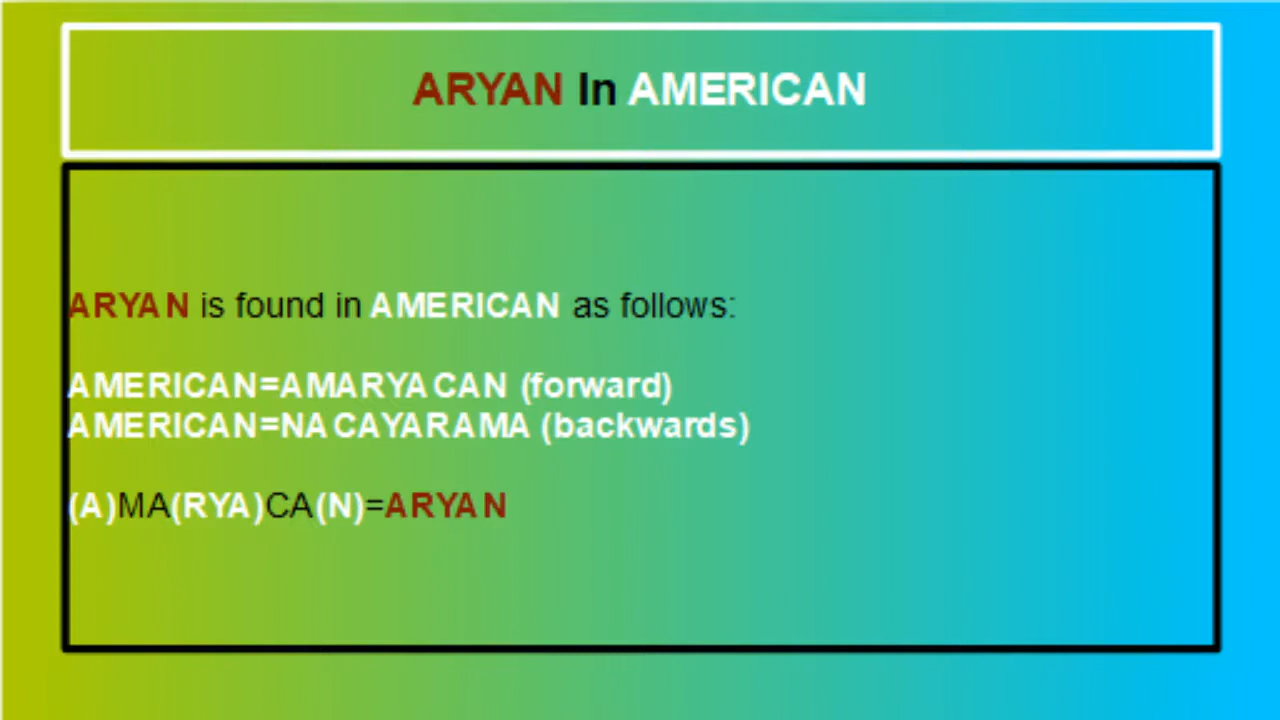 ARYAN In AMERICAN
ARYAN is found in AMERICAN as follows:
AMERICAN=AMARYACAN (forward)
AMERICAN=NACAYARAMA (backwards)
(A)MA(RYA)CA(N)=ARYAN